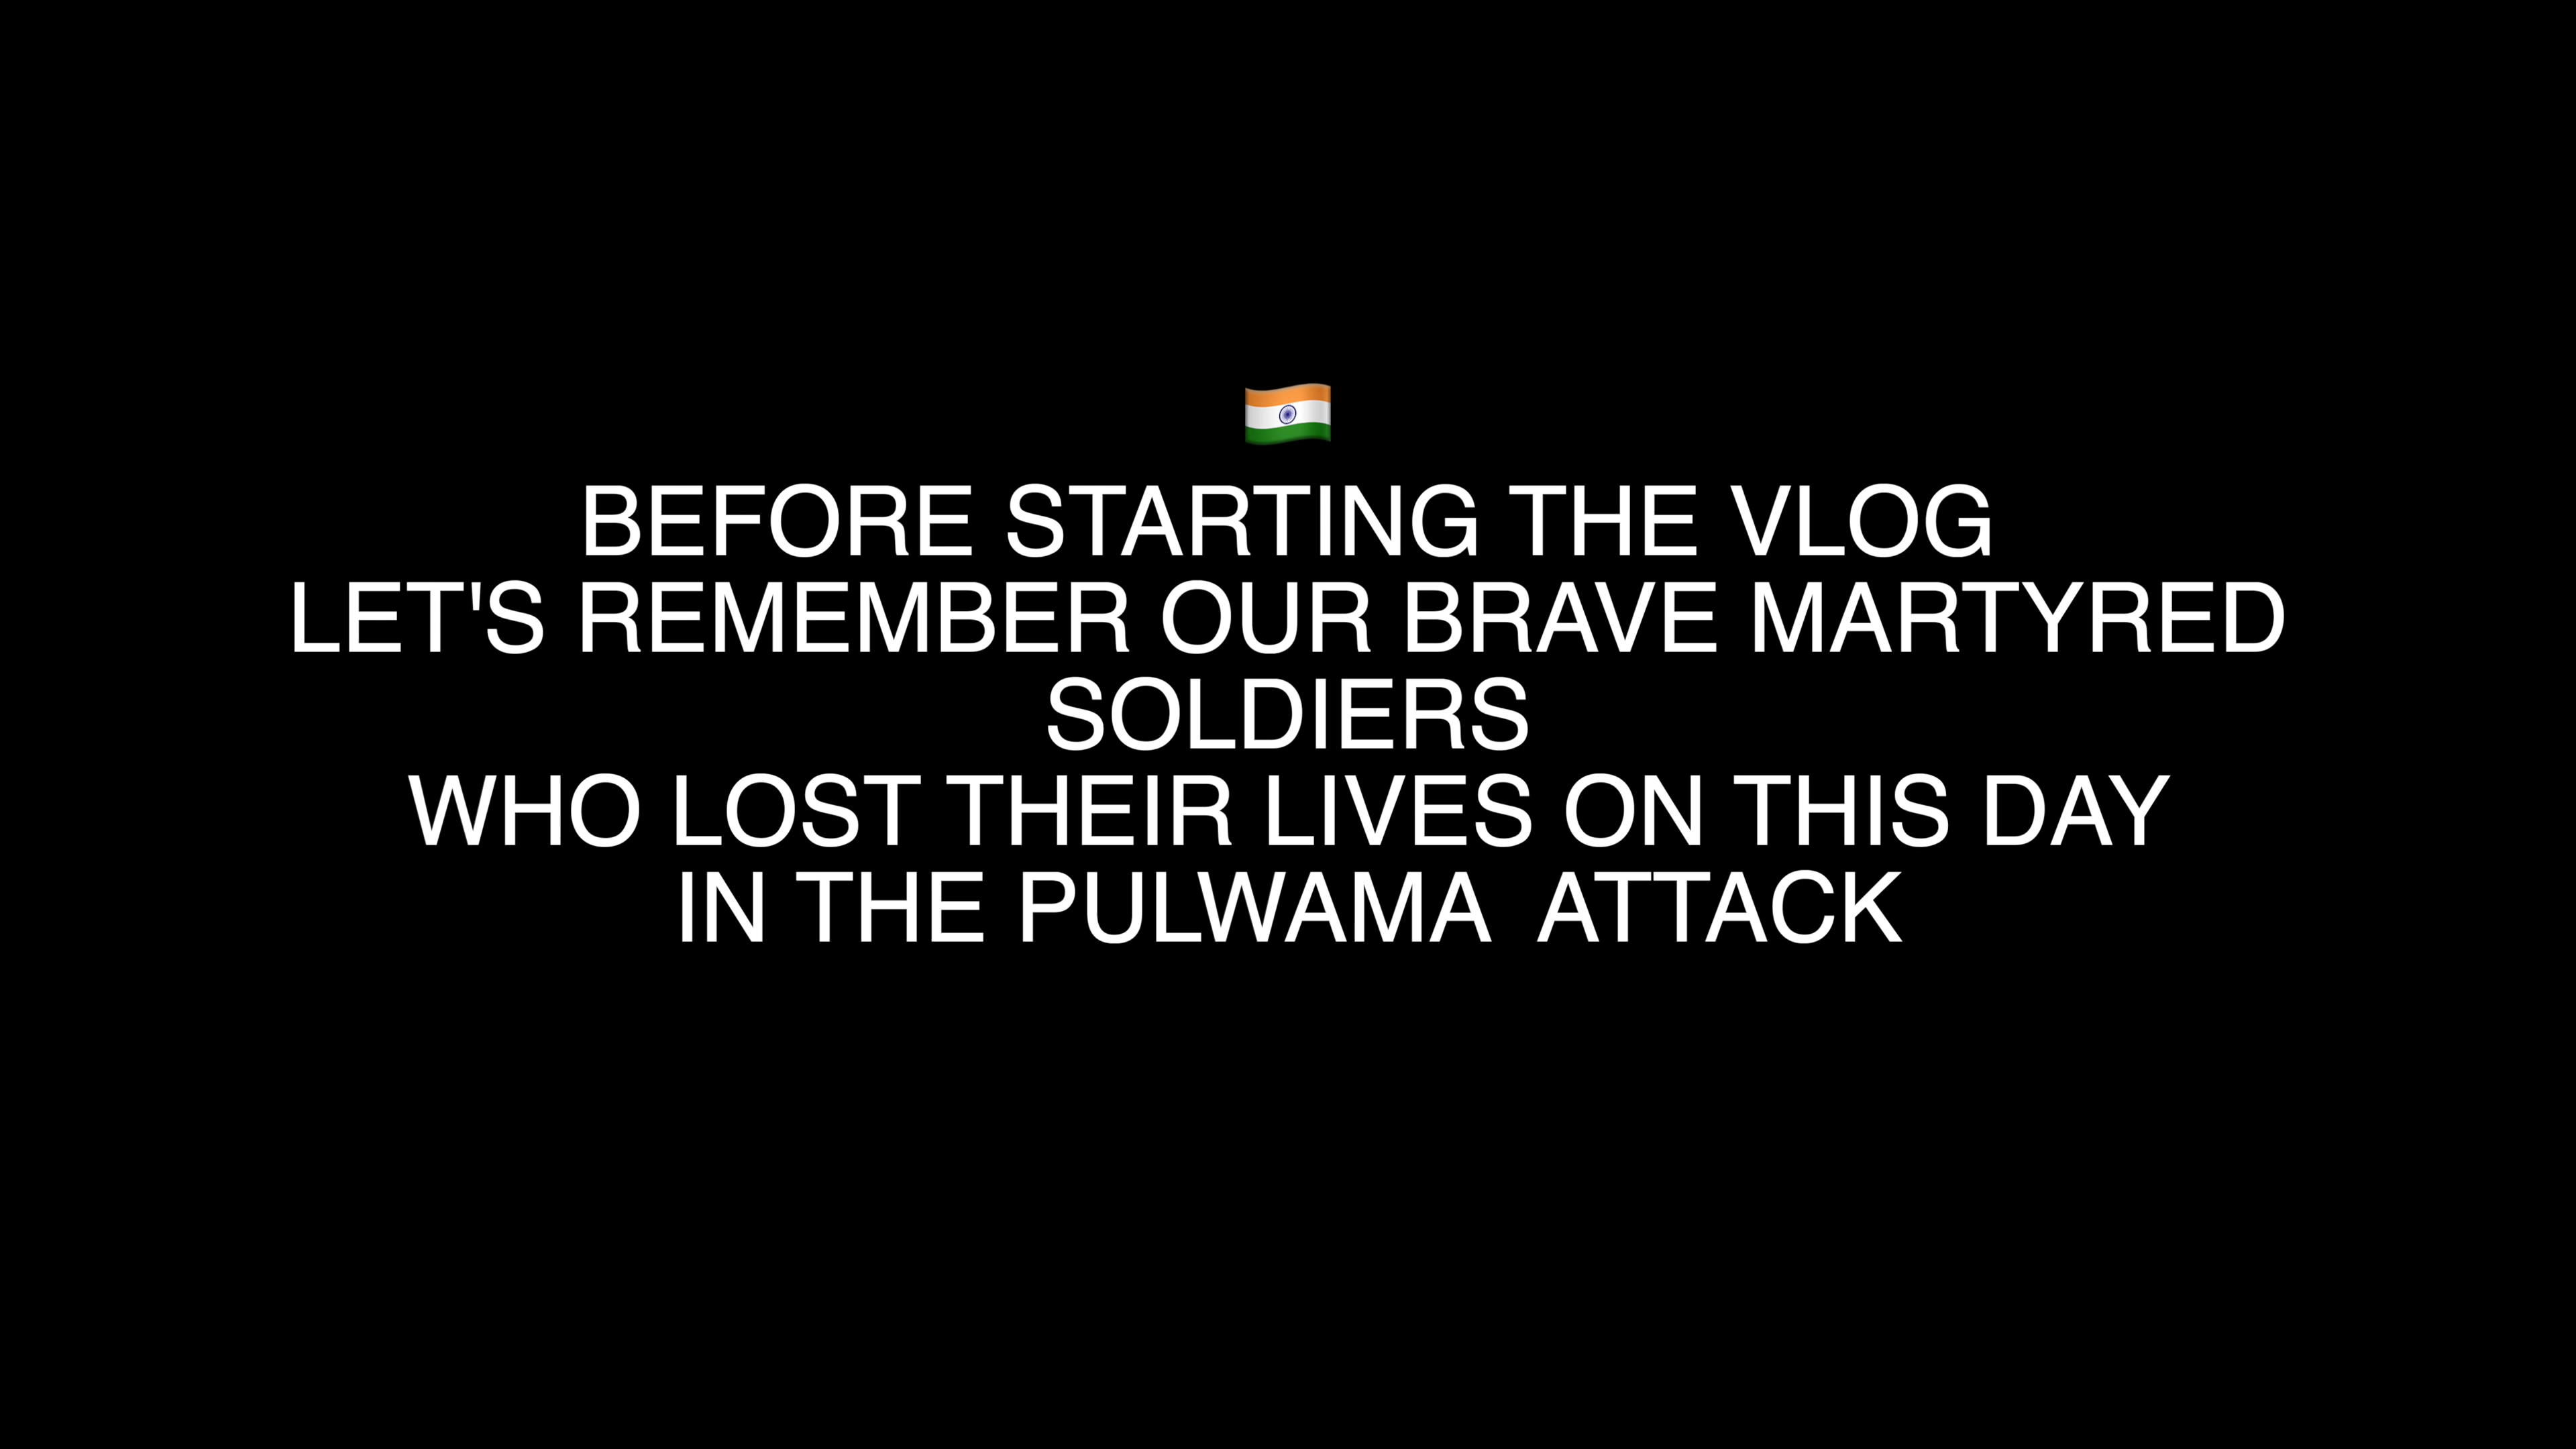 BEFORE STARTING THE VLOG
LET'S REMEMBER OUR BRAVE MARTYRED
SOLDIERS
WHO LOST THEIR LIVES ON THIS DAY
IN THE PULWAMA  ATTACK